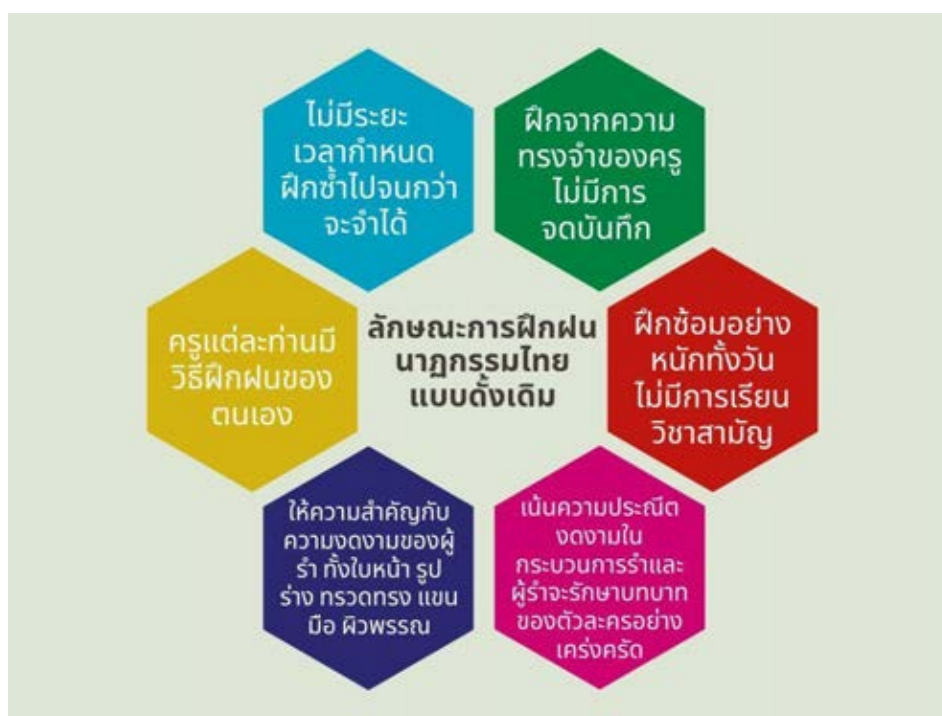 ไม่มีระยะ
เวลากำหนด
ฝึกซ้ำไปจนกว่า
จะจำได้
ฝึกจากความ
ทรงจำของครู
ไม่มีการ
จดบันทึก
ครูแต่ละท่านมี
วิธีฝึกฝนของ
ตนเอง
ลักษณะการฝึกฝน
นาฏกรรมไทย
แบบดั้งเดิม
ฝึกซ้อมอย่าง
หนักทั้งวัน
ไม่มีการเรียน
วิชาสามัญ
ให้ความสำคัญกับ
ความงดงามของผู้
รำ ทั้งใบหน้า รูป
ร่าง ทรวดทรง แขน
มือ ผิวพรรณ
เน้นความประณีต
งดงามใน
กระบวนการรำและ
ผู้รำจะรักษาบทบาท
ของตัวละครอย่าง
เคร่งครัด